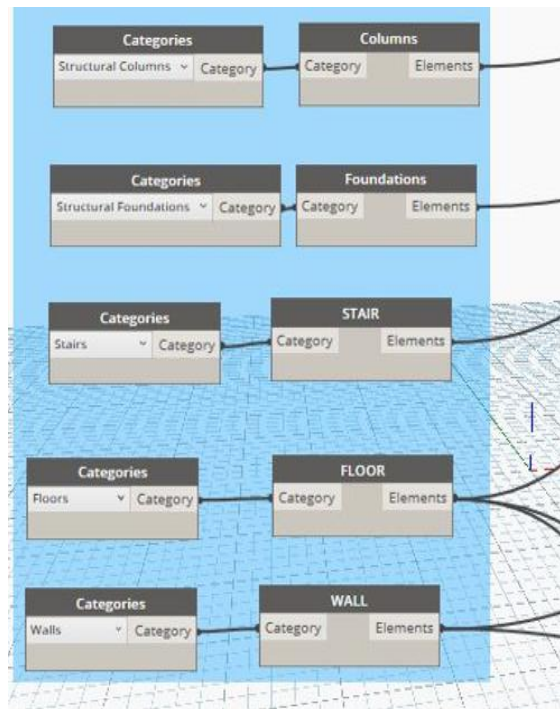 Categories
Columns
Structural Columns Category
Category Elements
Categories
Foundations
Structural Foundations Category
Category Elements
Categories
STAIR
Stairs Category
Category Elements
Categories
FLOOR
Floors Category
Category Elements
Categories
WALL
Walls Category
Category Elements